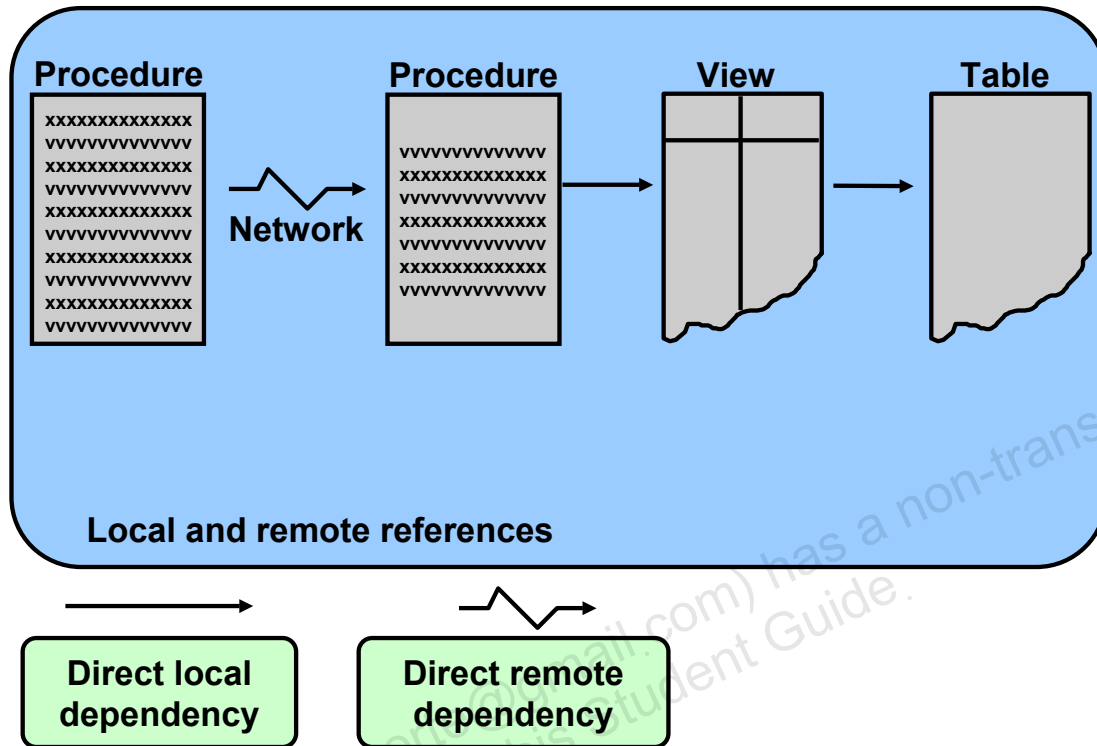 Procedure Procedure View Table
xxxxxxxxxxxxxx
vvvvvvvvvvvvvv
xxxxxxxxxxxxxx
vvvvvvvvvvvvvv
xxxxxxxxxxxxxx
vvvvvvvvvvvvvv
xxxxxxxxxxxxxx
vvvvvvvvvvvvvv
xxxxxxxxxxxxxx
vvvvvvvvvvvvvv
Network
vvvvvvvvvvvvvv
xxxxxxxxxxxxxx
vvvvvvvvvvvvvv
xxxxxxxxxxxxxx
vvvvvvvvvvvvvv
xxxxxxxxxxxxxx
vvvvvvvvvvvvvv
Local and remote references
has a non-trans
Student Guide.
Direct local
dependency
Direct remote
dependency